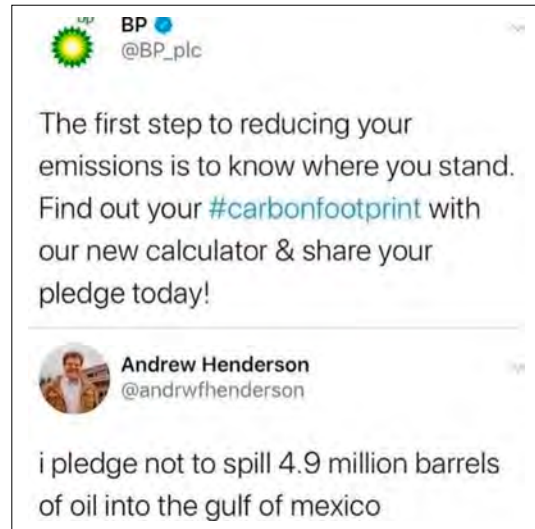 bp
BP
@BP_plc
The first step to reducing your
emissions is to know where you stand.
Find out your #carbonfootprint with
our new calculator & share your
pledge today!
Andrew Henderson
@andrwfhenderson
i pledge not to spill 4.9 million barrels
of oil into the gulf of mexico